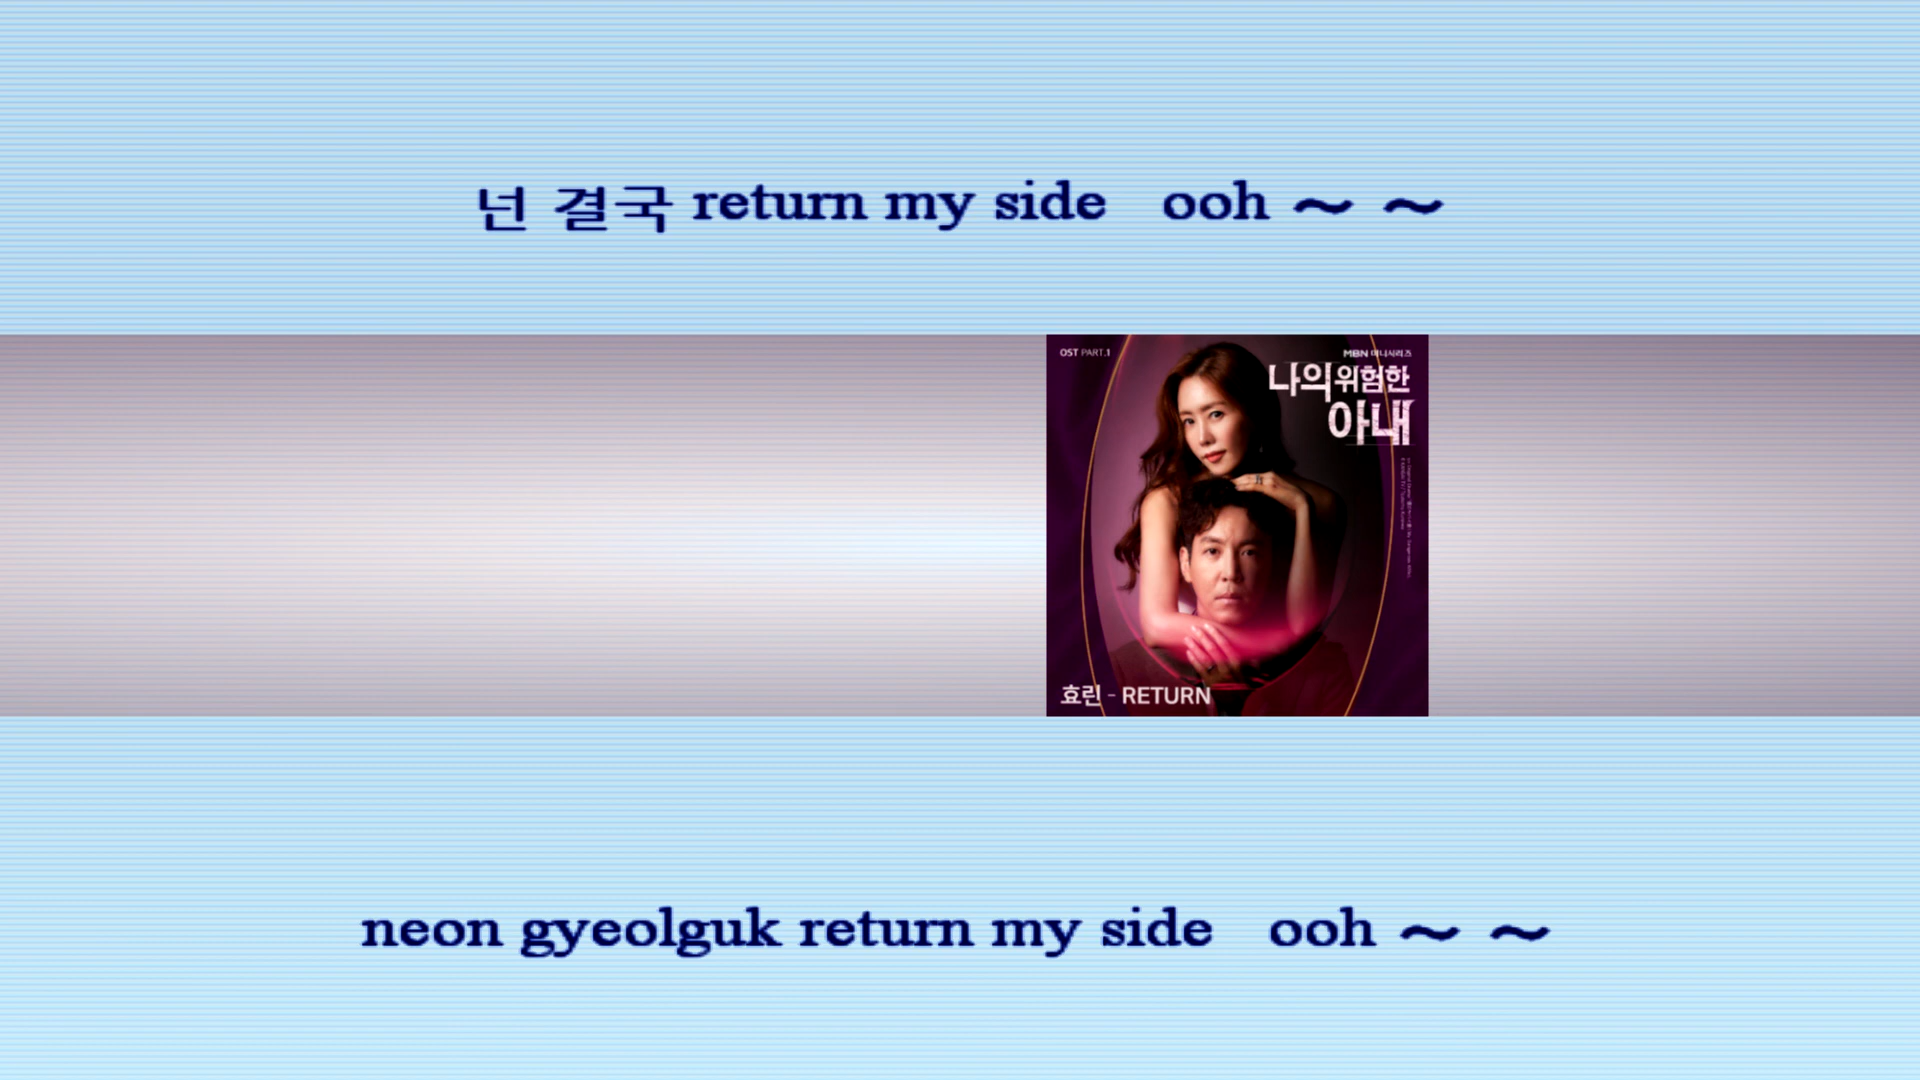 넌 결국 return my side ooh ~ ~
OST PART.1
MBN 미니시리즈
나의 위험한
아내
효린 - RETURN
neon gyeolguk return my side ooh ~ ~